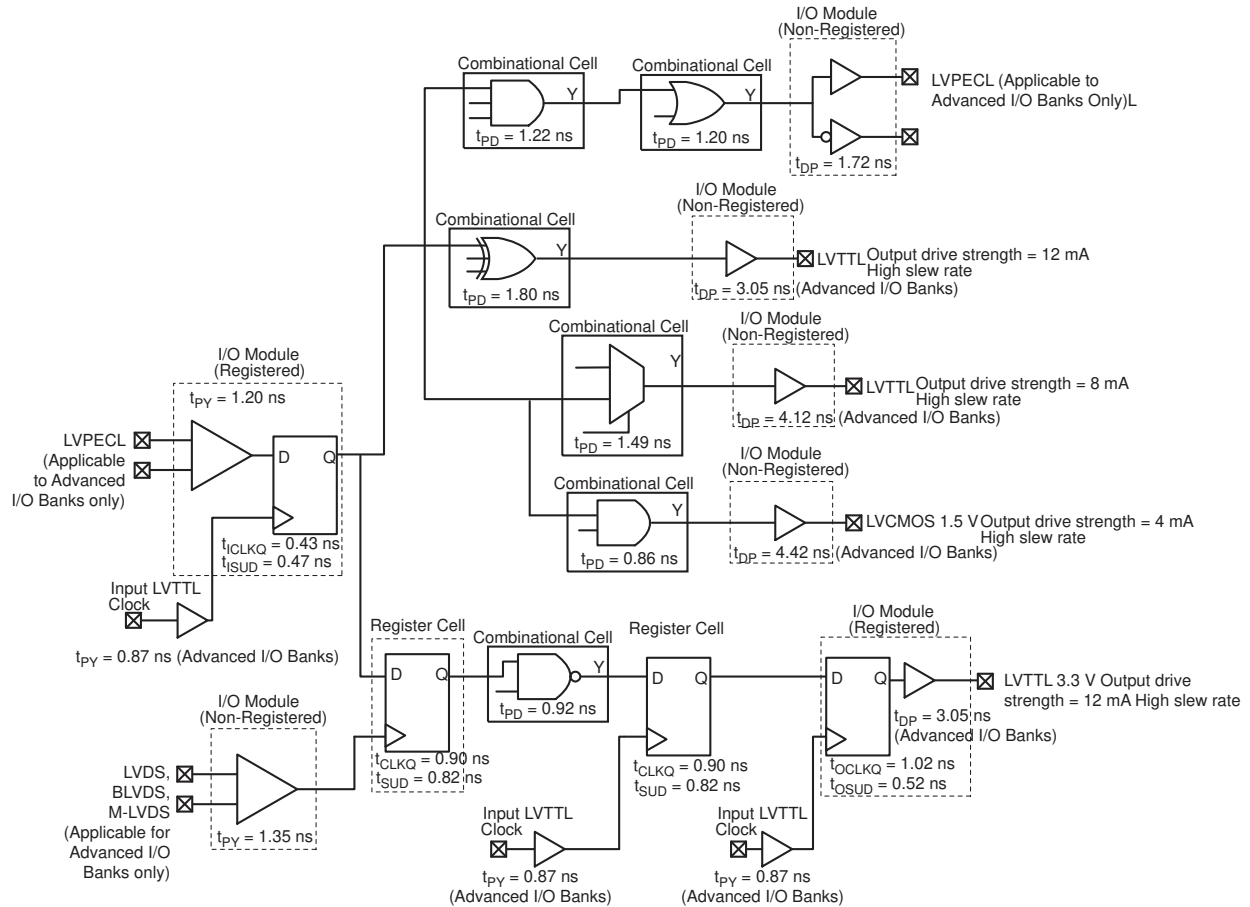 I/O Module
(Non-Registered)
Combinational Cell
Y
tPD = 1.22 ns
Combinational Cell
Y
tPD = 1.20 ns
LVPECL (Applicable to
Advanced I/O Banks Only)L
tDP = 1.72 ns
I/O Module
(Non-Registered)
Combinational Cell
Y
tPD = 1.80 ns
LVTTL Output drive strength = 12 mA
High slew rate
tDP = 3.05 ns (Advanced I/O Banks)
I/O Module
(Non-Registered)
Combinational Cell
Y
tPD = 1.49 ns
LVTTL Output drive strength = 8 mA
High slew rate
tDP = 4.12 ns (Advanced I/O Banks)
I/O Module
(Registered)
tPY = 1.20 ns
LVPECL
(Applicable
to Advanced
I/O Banks only)
D
Q
tICLKQ = 0.43 ns
tISUD = 0.47 ns
Input LVTTL
Clock
tPY = 0.87 ns (Advanced I/O Banks)
I/O Module
(Non-Registered)
Combinational Cell
Y
tPD = 0.86 ns
LVCMOS 1.5 V Output drive strength = 4 mA
High slew rate
tDP = 4.42 ns (Advanced I/O Banks)
I/O Module
(Non-Registered)
LVDS,
BLVDS,
M-LVDS
(Applicable for
Advanced I/O
Banks only)
tPY = 1.35 ns
Register Cell
D
Q
tCLKQ = 0.90 ns
tSUD = 0.82 ns
Combinational Cell
Y
tPD = 0.92 ns
Register Cell
D
Q
tCLKQ = 0.90 ns
tSUD = 0.82 ns
Input LVTTL
Clock
tPY = 0.87 ns
(Advanced I/O Banks)
I/O Module
(Registered)
D
Q
LVTTL 3.3 V Output drive
strength = 12 mA High slew rate
tDP = 3.05 ns
(Advanced I/O Banks)
tOCLKQ = 1.02 ns
tOSUD = 0.52 ns
Input LVTTL
Clock
tPY = 0.87 ns
(Advanced I/O Banks)